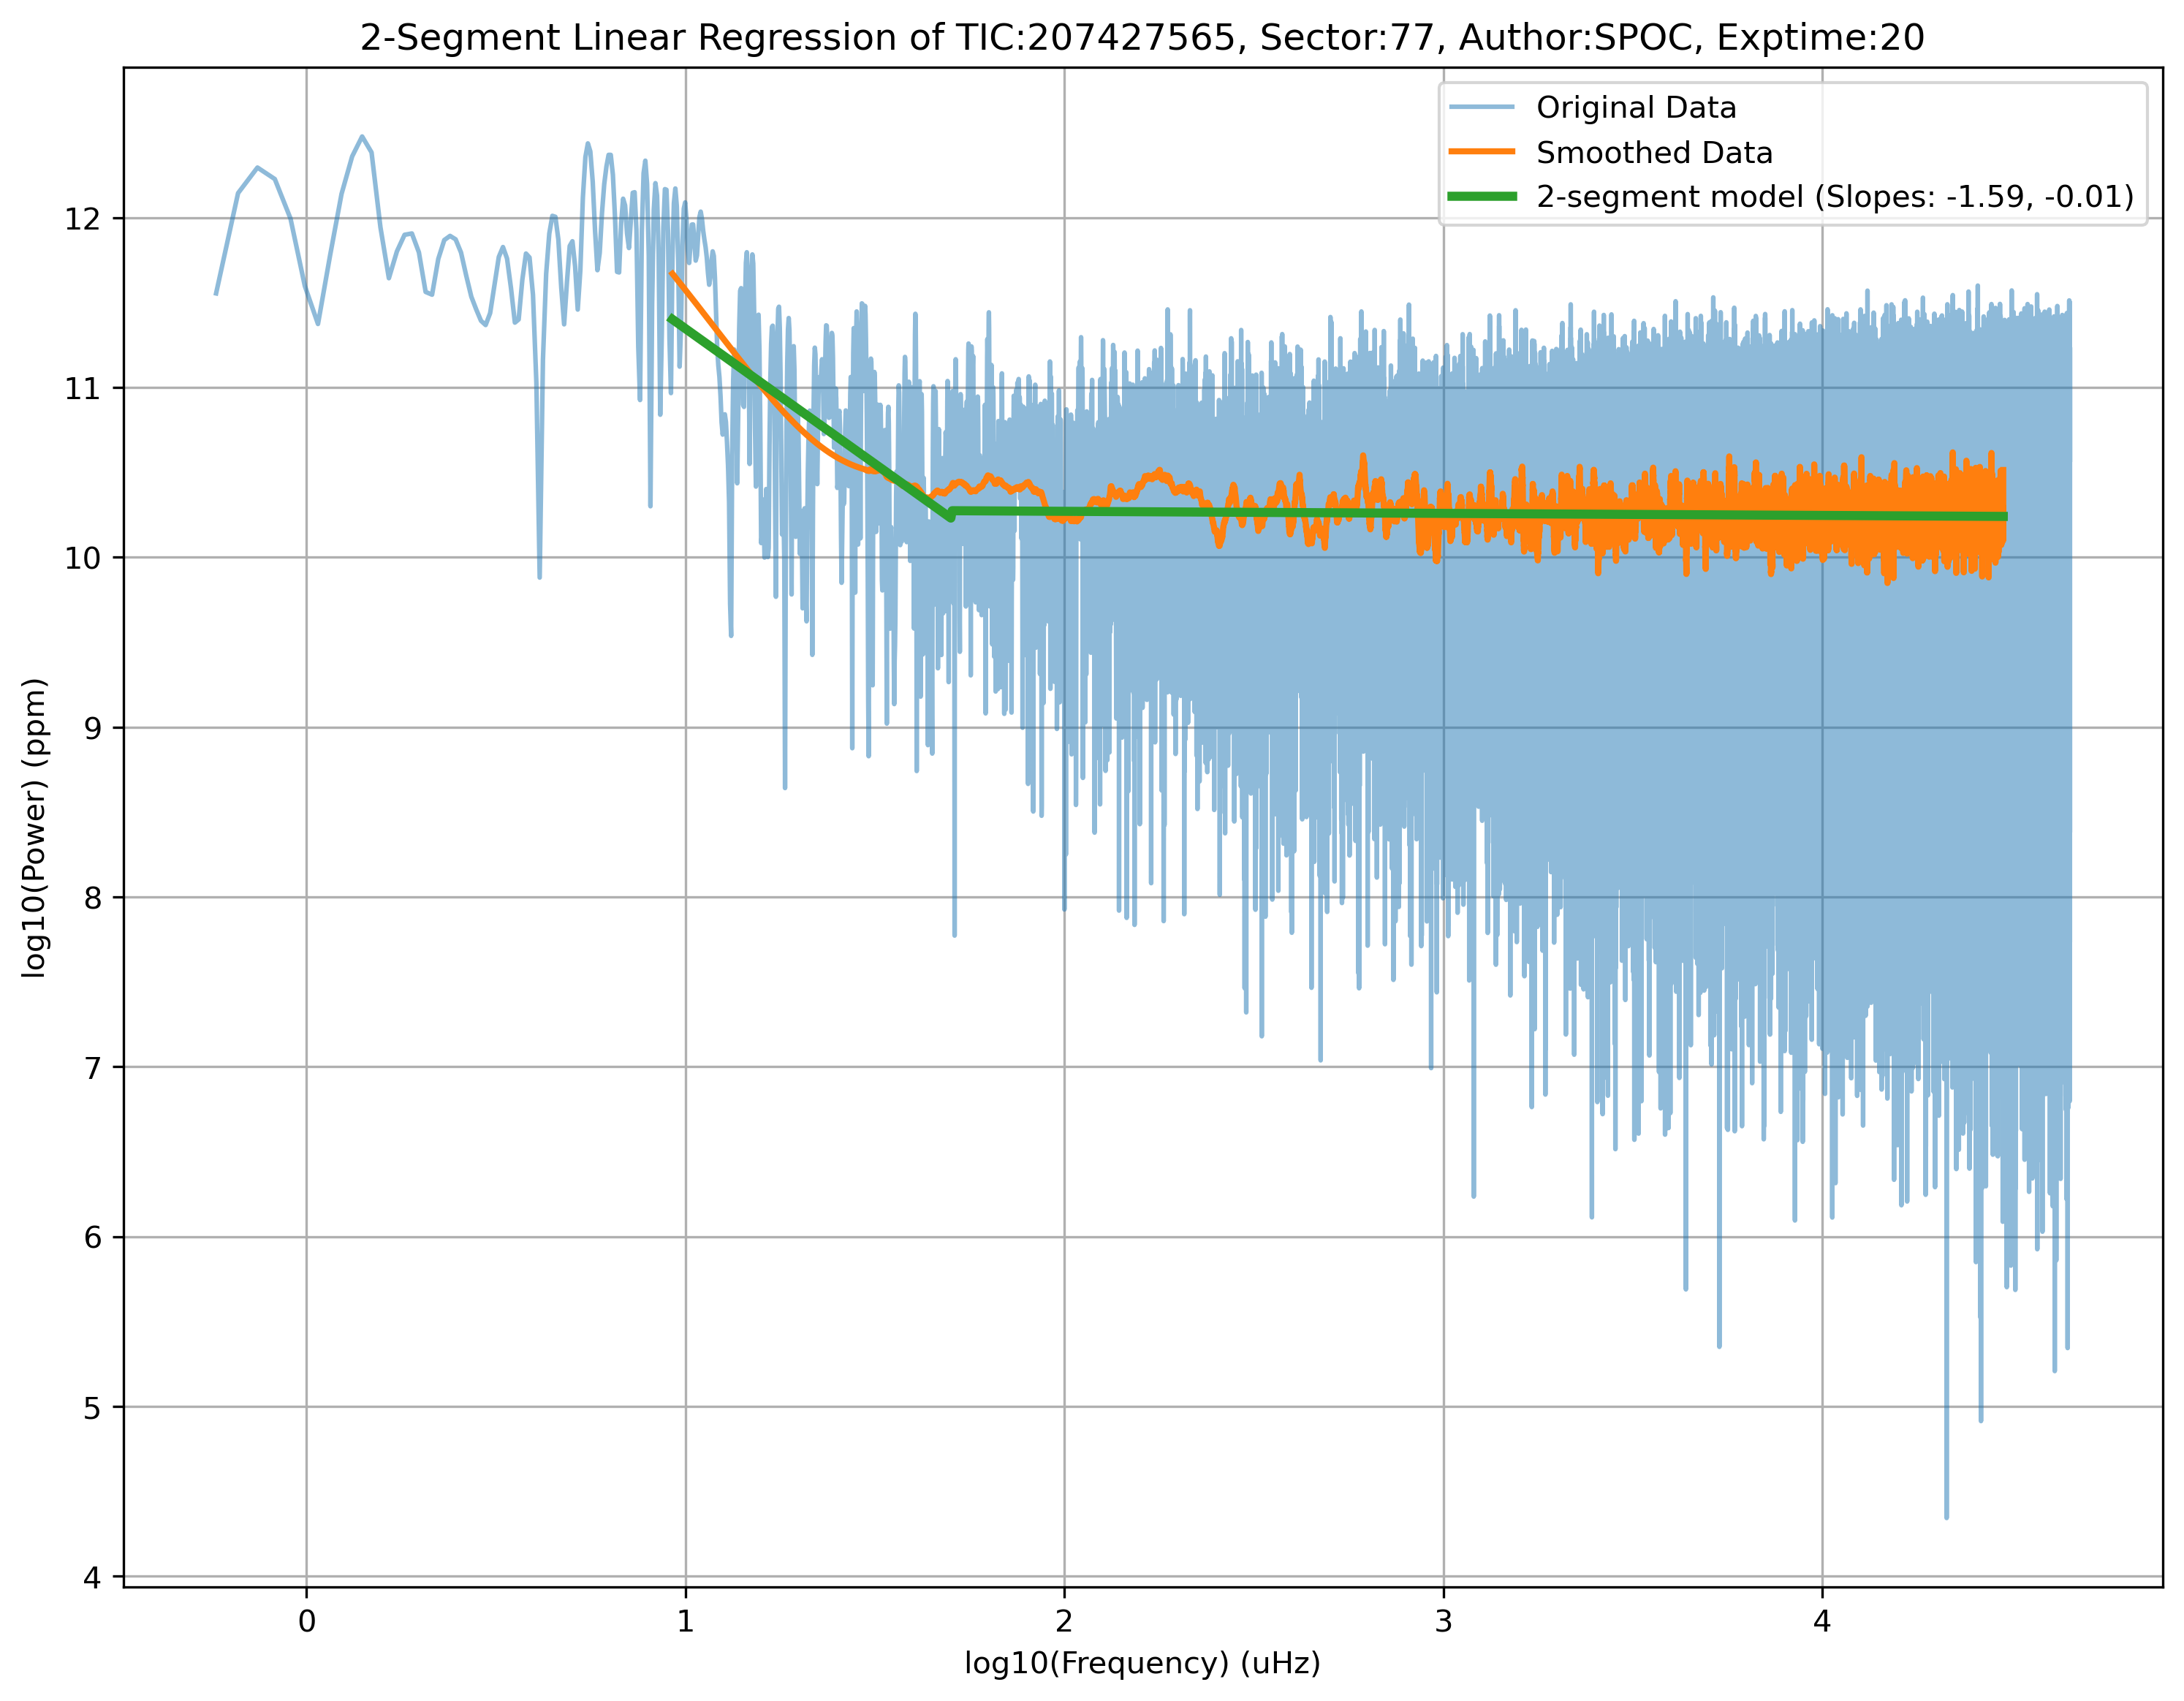 2-Segment Linear Regression of TIC:207427565, Sector:77, Author:SPOC, Exptime:20
Original Data
Smoothed Data
2-segment model (Slopes: -1.59, -0.01)
log10(Power) (ppm)
12
11
10
9
8
7
6
5
4
0 1 2 3 4
log10(Frequency) (uHz)